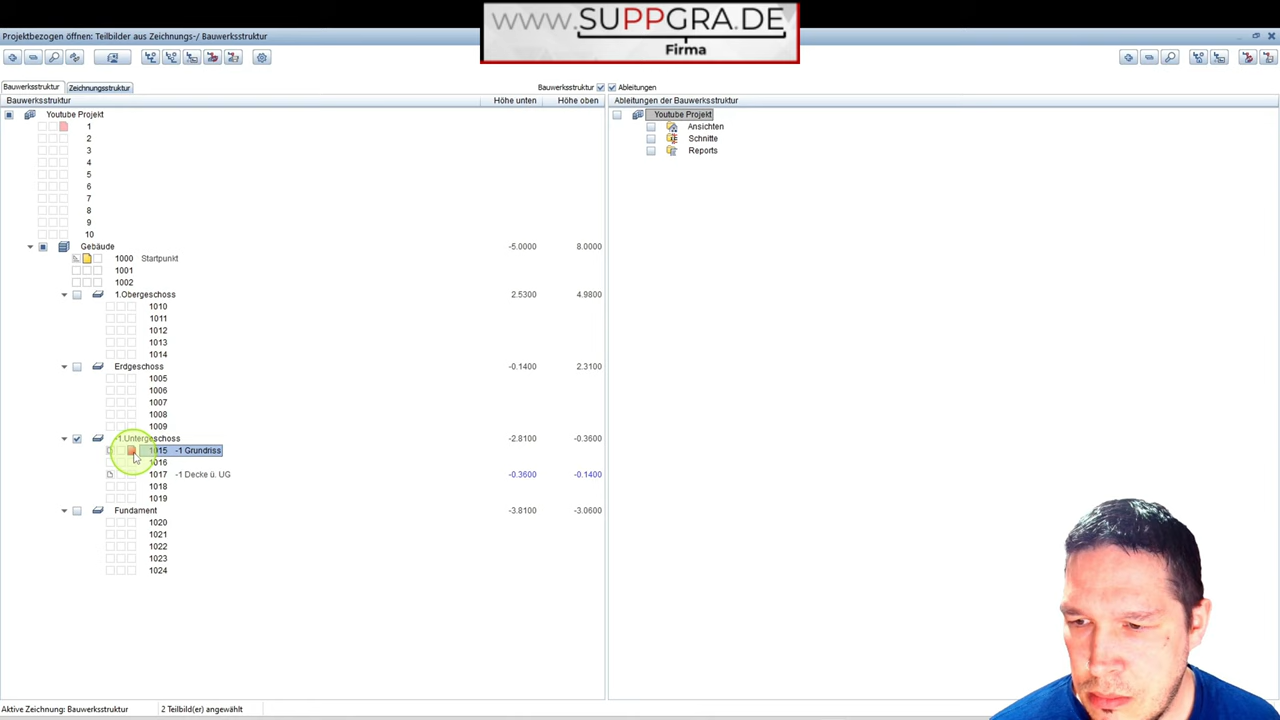 WWW.SUPPGRA.DE
Firma
Projektbezogen öffnen: Teilbilder aus Zeichnungs-/ Bauwerksstruktur
Bauwerksstruktur Zeichnungsstruktur Bauwerksstruktur Ableitungen
Bauwerksstruktur Höhe unten Höhe oben Ableitungen der Bauwerksstruktur
Youtube Projekt Youtube Projekt
1 Ansichten
2 Schnitte
3 Reports
4
5
6
7
8
9
10
Gebäude -5.0000 8.0000
1000 Startpunkt
1001
1002
1.Obergeschoss 2.5300 4.9800
1010
1011
1012
1013
1014
Erdgeschoss -0.1400 2.3100
1005
1006
1007
1008
1009
-1.Untergeschoss -2.8100 -0.3600
1015 -1 Grundriss
1016
1017 -1 Decke ü. UG -0.3600 -0.1400
1018
1019
Fundament -3.8100 -3.0600
1020
1021
1022
1023
1024
Aktive Zeichnung: Bauwerksstruktur 2 Teilbild(er) angewählt